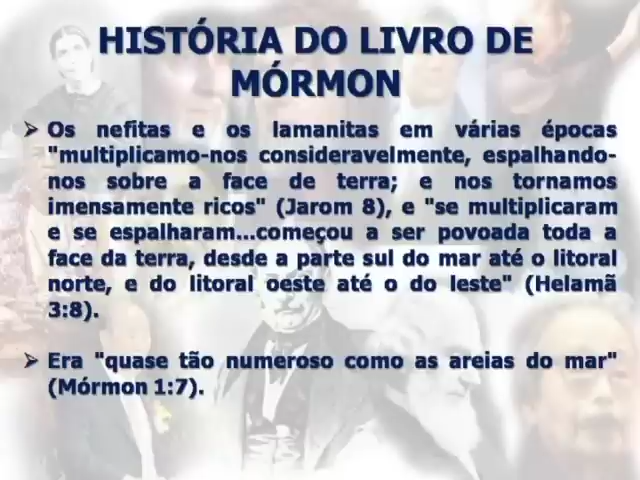 HISTÓRIA DO LIVRO DE
MÓRMON
Os nefitas e os lamanitas em várias épocas
"multiplicamo-nos consideravelmente, espalhando-
nos sobre a face de terra; e nos tornamos
imensamente ricos" (Jarom 8), e "se multiplicaram
e se espalharam...começou a ser povoada toda a
face da terra, desde a parte sul do mar até o litoral
norte, e do litoral oeste até o do leste" (Helamã
3:8).
Era "quase tão numeroso como as areias do mar"
(Mórmon 1:7).